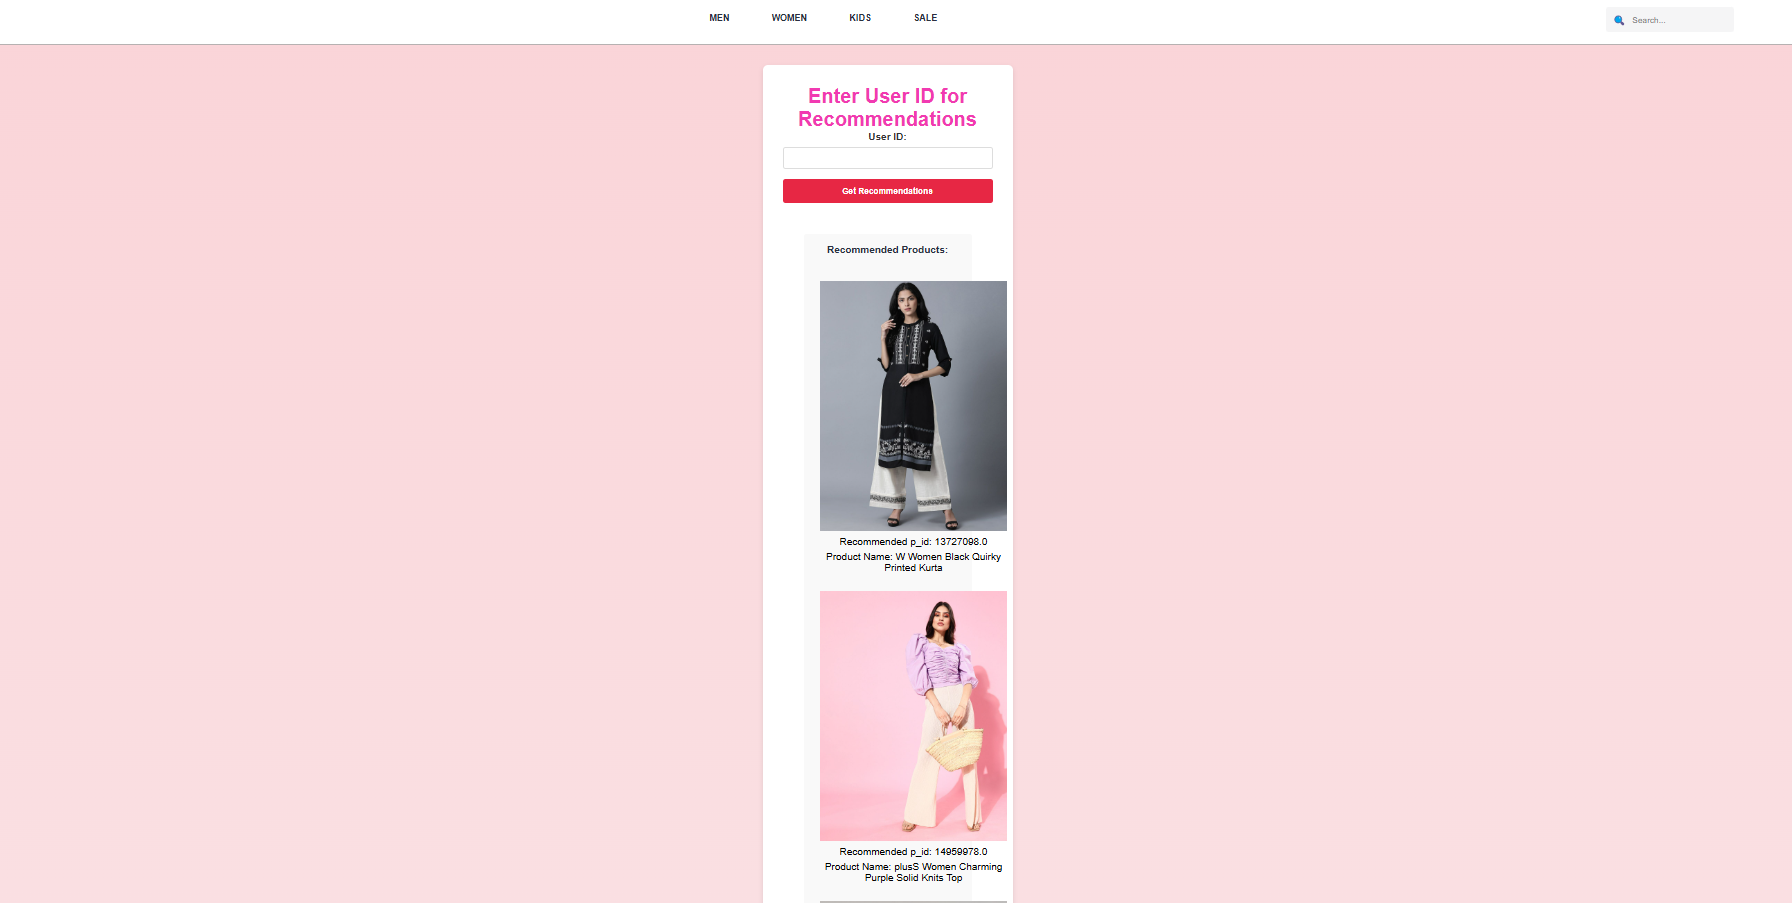 MEN WOMEN KIDS SALE Search...
Enter User ID for
Recommendations
User ID:
Get Recommendations
Recommended Products:
Recommended p_id: 13727098.0
Product Name: W Women Black Quirky
Printed Kurta
Recommended p_id: 14959978.0
Product Name: plusS Women Charming
Purple Solid Knits Top